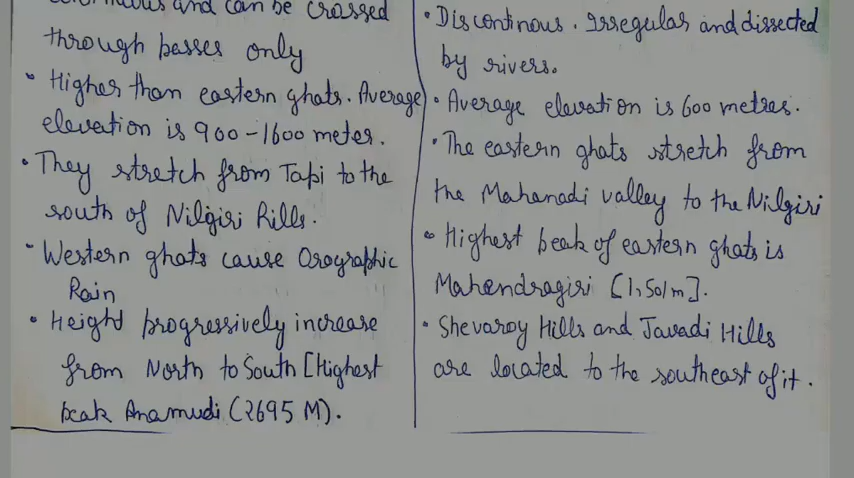 and can be crossed
through passes only
• Higher than eastern ghats. Average
elevation is 900-1600 meter.
• They stretch from Tapi to the
south of Nilgiri Hills.
• Western ghats cause Orographic
Rain
• Height progressively increase
from North to South [Highest
peak Anamudi (2695 M).
• Discontinous. Irregular and dissected
by rivers.
• Average elevation is 600 metres.
• The eastern ghats stretch from
the Mahanadi valley to the Nilgiri
• Highest peak of eastern ghats is
Mahendragiri [1,501m].
• Shevaroy Hills and Javadi Hills
are located to the southeast of it.